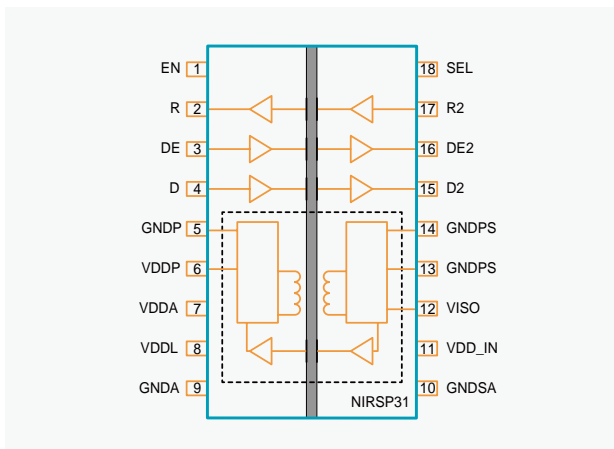 EN 1
18 SEL
R 2
17 R2
DE 3
16 DE2
D 4
15 D2
GNDP 5
14 GNDPS
VDDP 6
13 GNDPS
VDDA 7
12 VISO
VDDL 8
11 VDD_IN
GNDA 9
10 GNDSA
NIRSP31